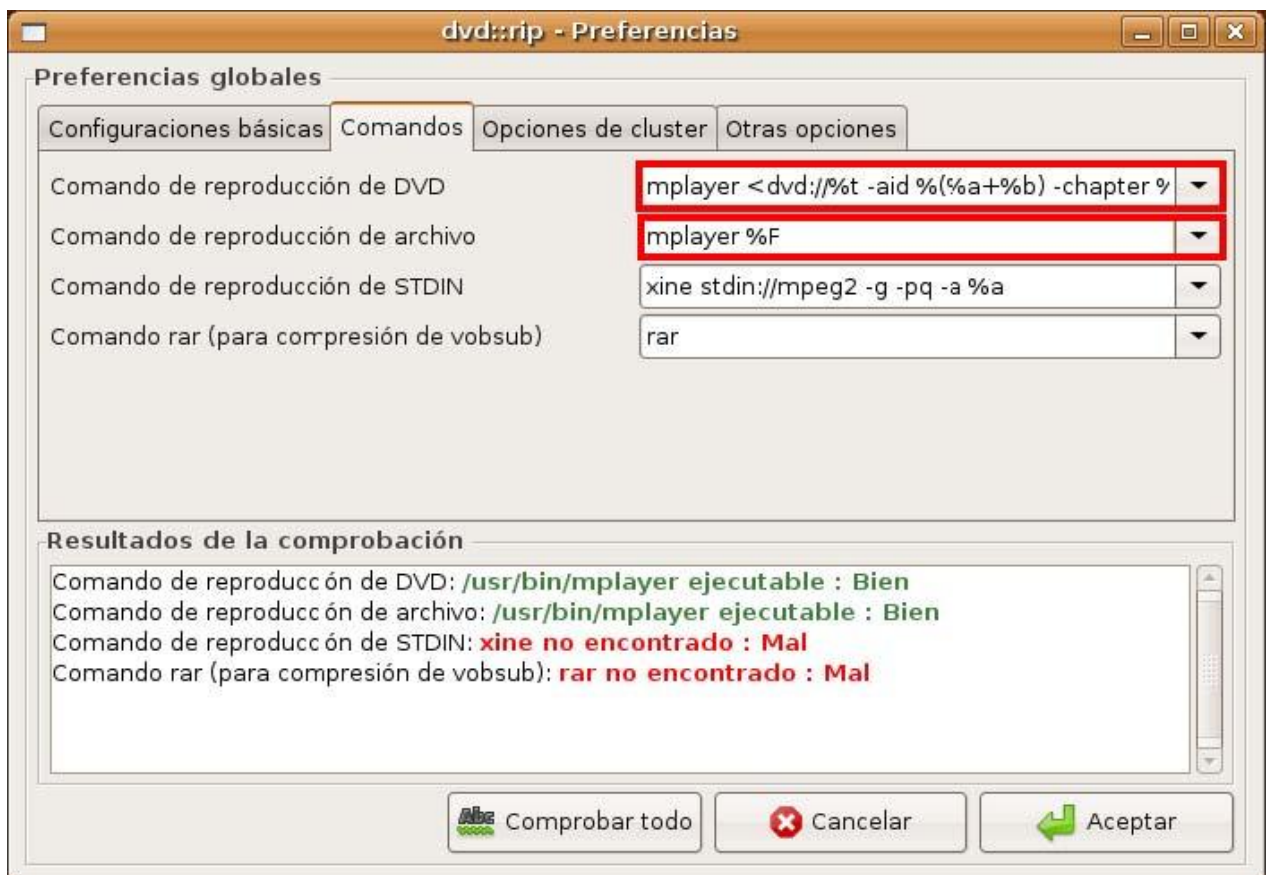 dvd::rip - Preferencias
Preferencias globales
Configuraciones básicas Comandos Opciones de cluster Otras opciones
Comando de reproducción de DVD mplayer <dvd://%t -aid %(%a+%b) -chapter %
Comando de reproducción de archivo mplayer %F
Comando de reproducción de STDIN xine stdin://mpeg2 -g -pq -a %a
Comando rar (para compresión de vobsub) rar
Resultados de la comprobación
Comando de reproducc ón de DVD: /usr/bin/mplayer ejecutable : Bien
Comando de reproducc ón de archivo: /usr/bin/mplayer ejecutable : Bien
Comando de reproducc ón de STDIN: xine no encontrado : Mal
Comando rar (para compresión de vobsub): rar no encontrado : Mal
Abc Comprobar todo Cancelar Aceptar